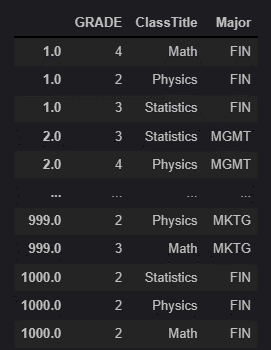 GRADE ClassTitle Major
1.0 4 Math FIN
1.0 2 Physics FIN
1.0 3 Statistics FIN
2.0 3 Statistics MGMT
2.0 4 Physics MGMT
... ... ... ...
999.0 2 Physics MKTG
999.0 3 Math MKTG
1000.0 2 Statistics FIN
1000.0 2 Physics FIN
1000.0 2 Math FIN